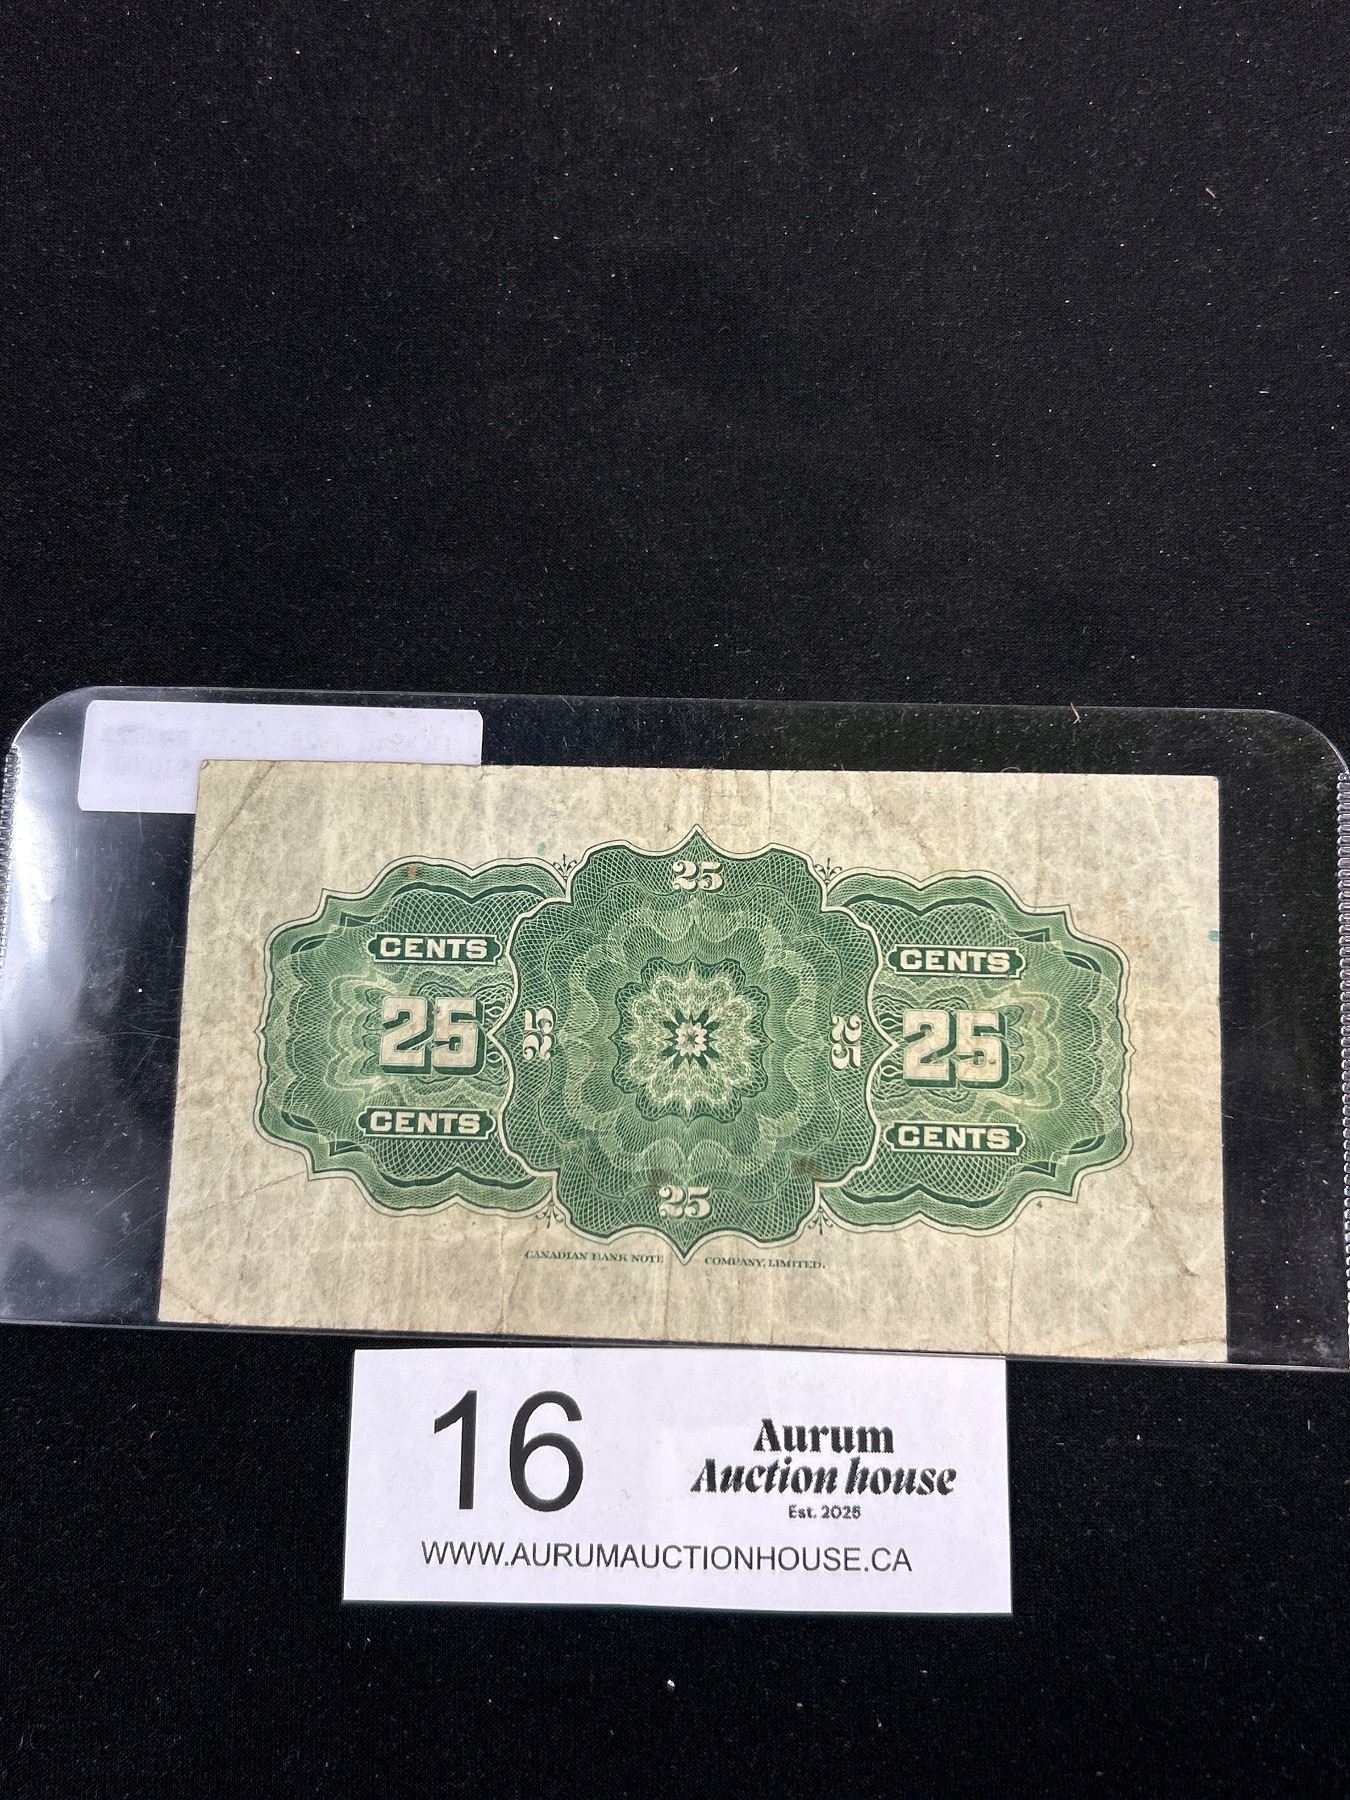 25
CENTS CENTS
25 25 25 25
CENTS CENTS
25
CANADIAN BANK NOTE COMPANY, LIMITED.
16 Aurum
Auction house
Est. 2025
WWW.AURUMAUCTIONHOUSE.CA